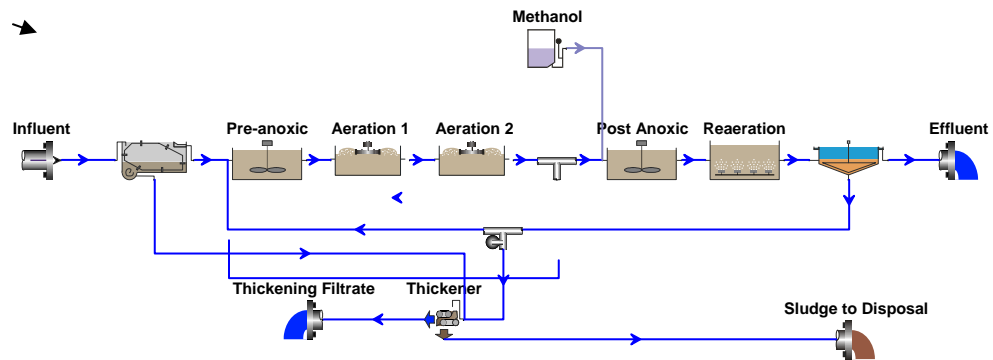 Methanol
Influent
Pre-anoxic
Aeration 1
Aeration 2
Post Anoxic
Reaeration
Effluent
Thickening Filtrate
Thickener
Sludge to Disposal